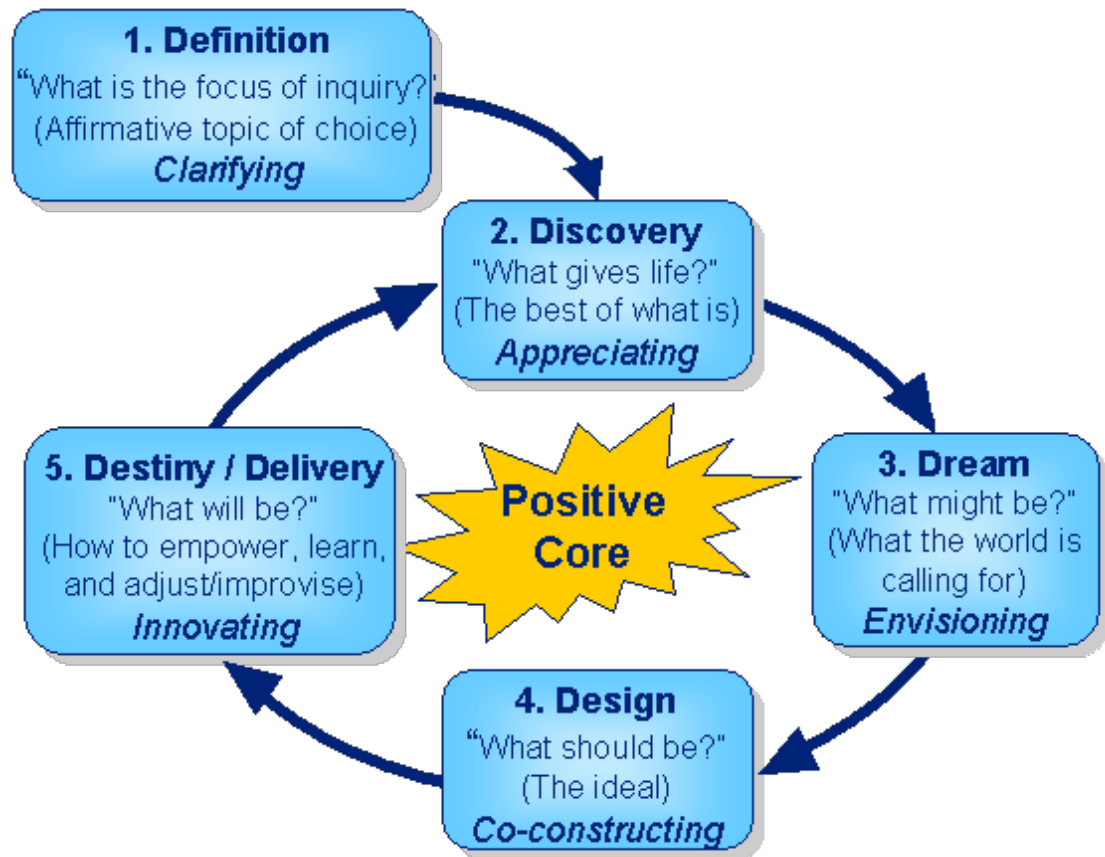 1. Definition
“What is the focus of inquiry?'
(Affirmative topic of choice)
Clarifying
2. Discovery
"What gives life?"
(The best of what is)
Appreciating
3. Dream
"What might be?"
(What the world is
calling for)
Envisioning
4. Design
“What should be?"
(The ideal)
Co-constructing
5. Destiny / Delivery
"What will be?"
(How to empower, learn,
and adjust/improvise)
Innovating
Positive
Core